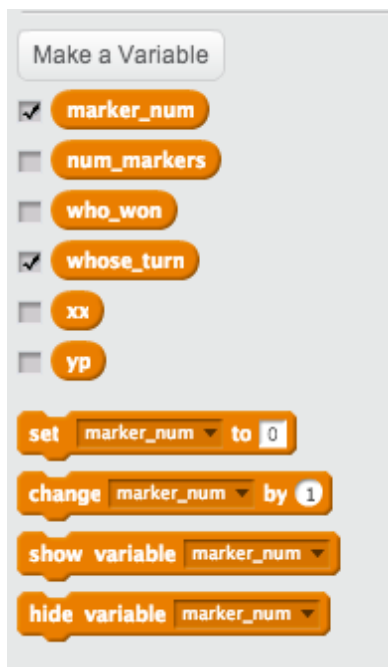 Make a Variable
marker_num
num_markers
who_won
whose_turn
xx
yp
set marker_num to 0
change marker_num by 1
show variable marker_num
hide variable marker_num